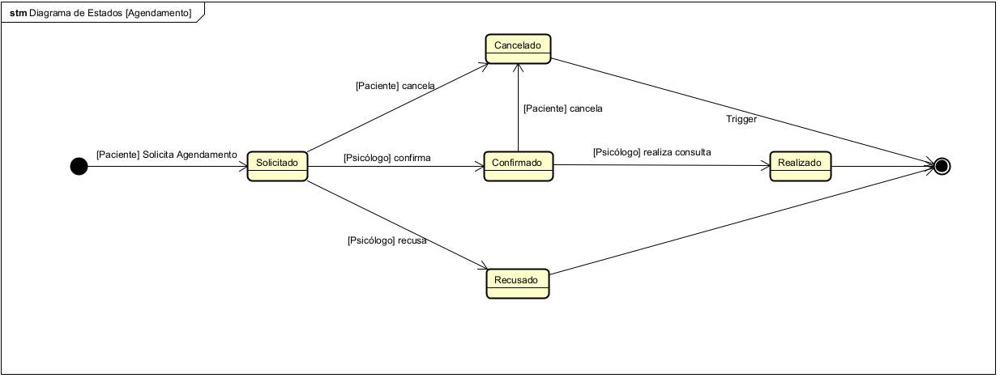 stm Diagrama de Estados [Agendamento]
Cancelado
[Paciente] cancela
[Paciente] cancela
Trigger
[Paciente] Solicita Agendamento
Solicitado
[Psicólogo] confirma
Confirmado
[Psicólogo] realiza consulta
Realizado
[Psicólogo] recusa
Recusado